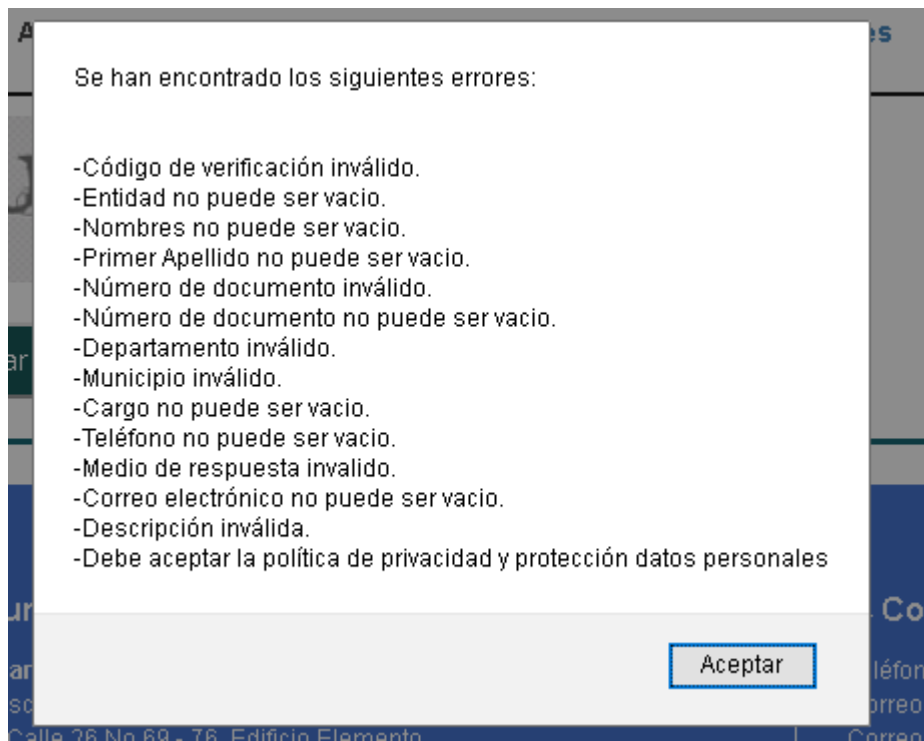 Se han encontrado los siguientes errores:
-Código de verificación inválido.
-Entidad no puede ser vacio.
-Nombres no puede ser vacio.
-Primer Apellido no puede ser vacio.
-Número de documento inválido.
-Número de documento no puede ser vacio.
-Departamento inválido.
-Municipio inválido.
-Cargo no puede ser vacio.
-Teléfono no puede ser vacio.
-Medio de respuesta invalido.
-Correo electrónico no puede ser vacio.
-Descripción inválida.
-Debe aceptar la política de privacidad y protección datos personales
Aceptar
Calle 26 No 69 - 76, Edificio Elemento
Correo